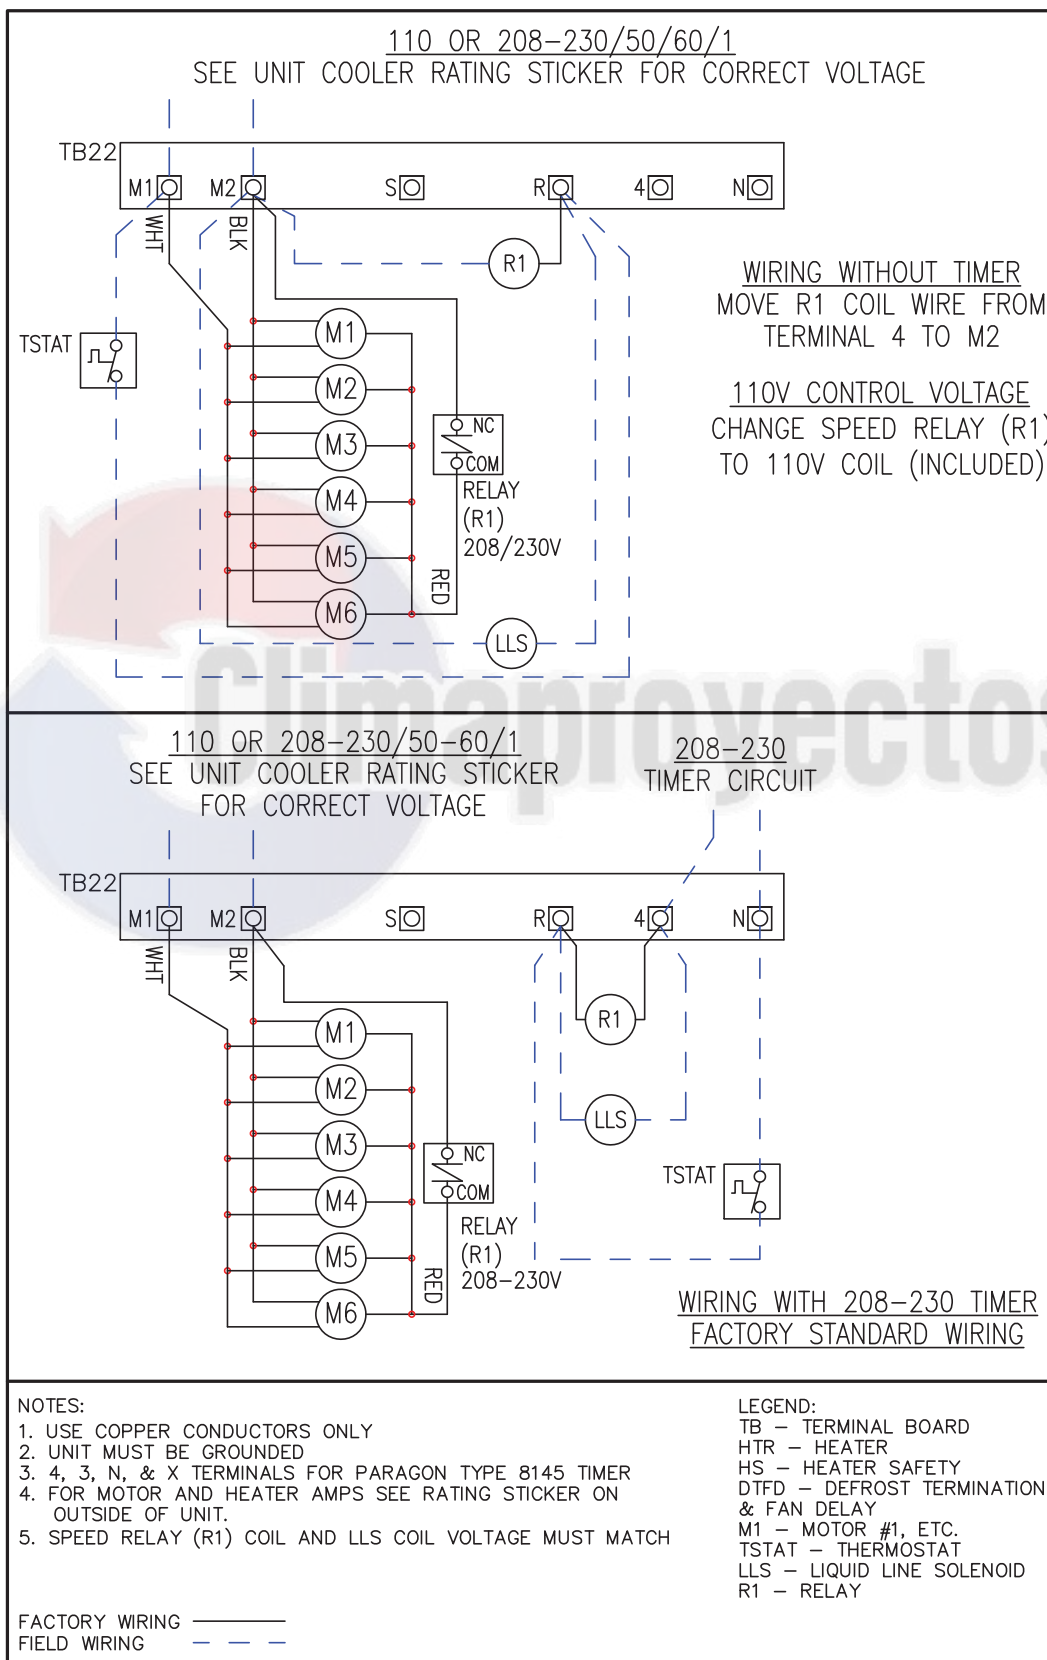 110 OR 208-230/50/60/1
SEE UNIT COOLER RATING STICKER FOR CORRECT VOLTAGE
TB22
M1 M2 S R 4 N
WHT
BLK
R1
WIRING WITHOUT TIMER
MOVE R1 COIL WIRE FROM
TERMINAL 4 TO M2
TSTAT
M1
M2
M3
M4
M5
M6
NC
COM
RELAY
(R1)
208/230V
RED
LLS
110V CONTROL VOLTAGE
CHANGE SPEED RELAY (R1)
TO 110V COIL (INCLUDED)
Climaproyectos
110 OR 208-230/50-60/1
SEE UNIT COOLER RATING STICKER
FOR CORRECT VOLTAGE
208-230
TIMER CIRCUIT
TB22
M1 M2 S R 4 N
WHT
BLK
R1
LLS
M1
M2
M3
M4
M5
M6
NC
COM
RELAY
(R1)
208-230V
RED
TSTAT
WIRING WITH 208-230 TIMER
FACTORY STANDARD WIRING
NOTES:
1. USE COPPER CONDUCTORS ONLY
2. UNIT MUST BE GROUNDED
3. 4, 3, N, & X TERMINALS FOR PARAGON TYPE 8145 TIMER
4. FOR MOTOR AND HEATER AMPS SEE RATING STICKER ON
OUTSIDE OF UNIT.
5. SPEED RELAY (R1) COIL AND LLS COIL VOLTAGE MUST MATCH
FACTORY WIRING
FIELD WIRING
LEGEND:
TB - TERMINAL BOARD
HTR - HEATER
HS - HEATER SAFETY
DTFD - DEFROST TERMINATION
& FAN DELAY
M1 - MOTOR #1, ETC.
TSTAT - THERMOSTAT
LLS - LIQUID LINE SOLENOID
R1 - RELAY